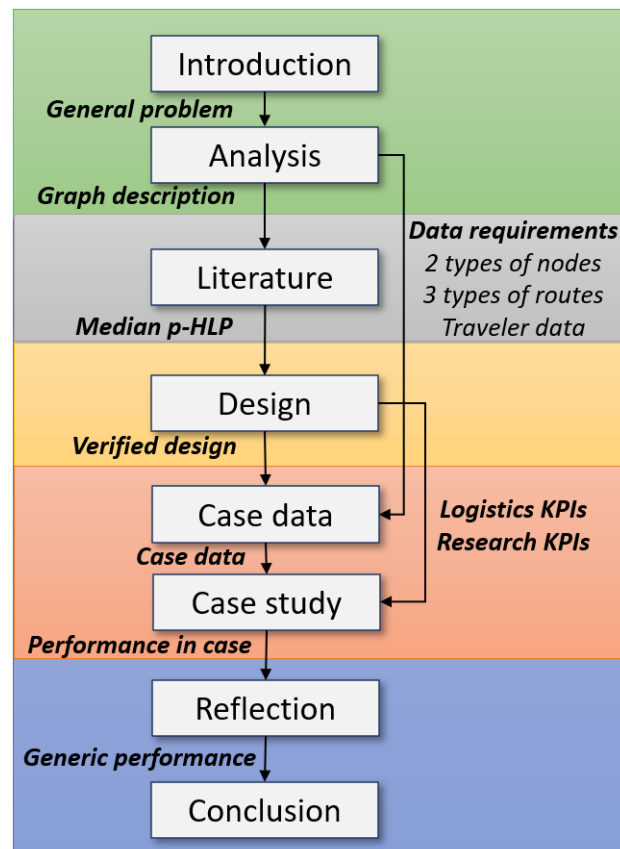 Introduction
General problem
Analysis
Graph description
Data requirements
2 types of nodes
3 types of routes
Traveler data
Literature
Median p-HLP
Design
Verified design
Case data
Logistics KPIs
Research KPIs
Case data
Case study
Performance in case
Reflection
Generic performance
Conclusion